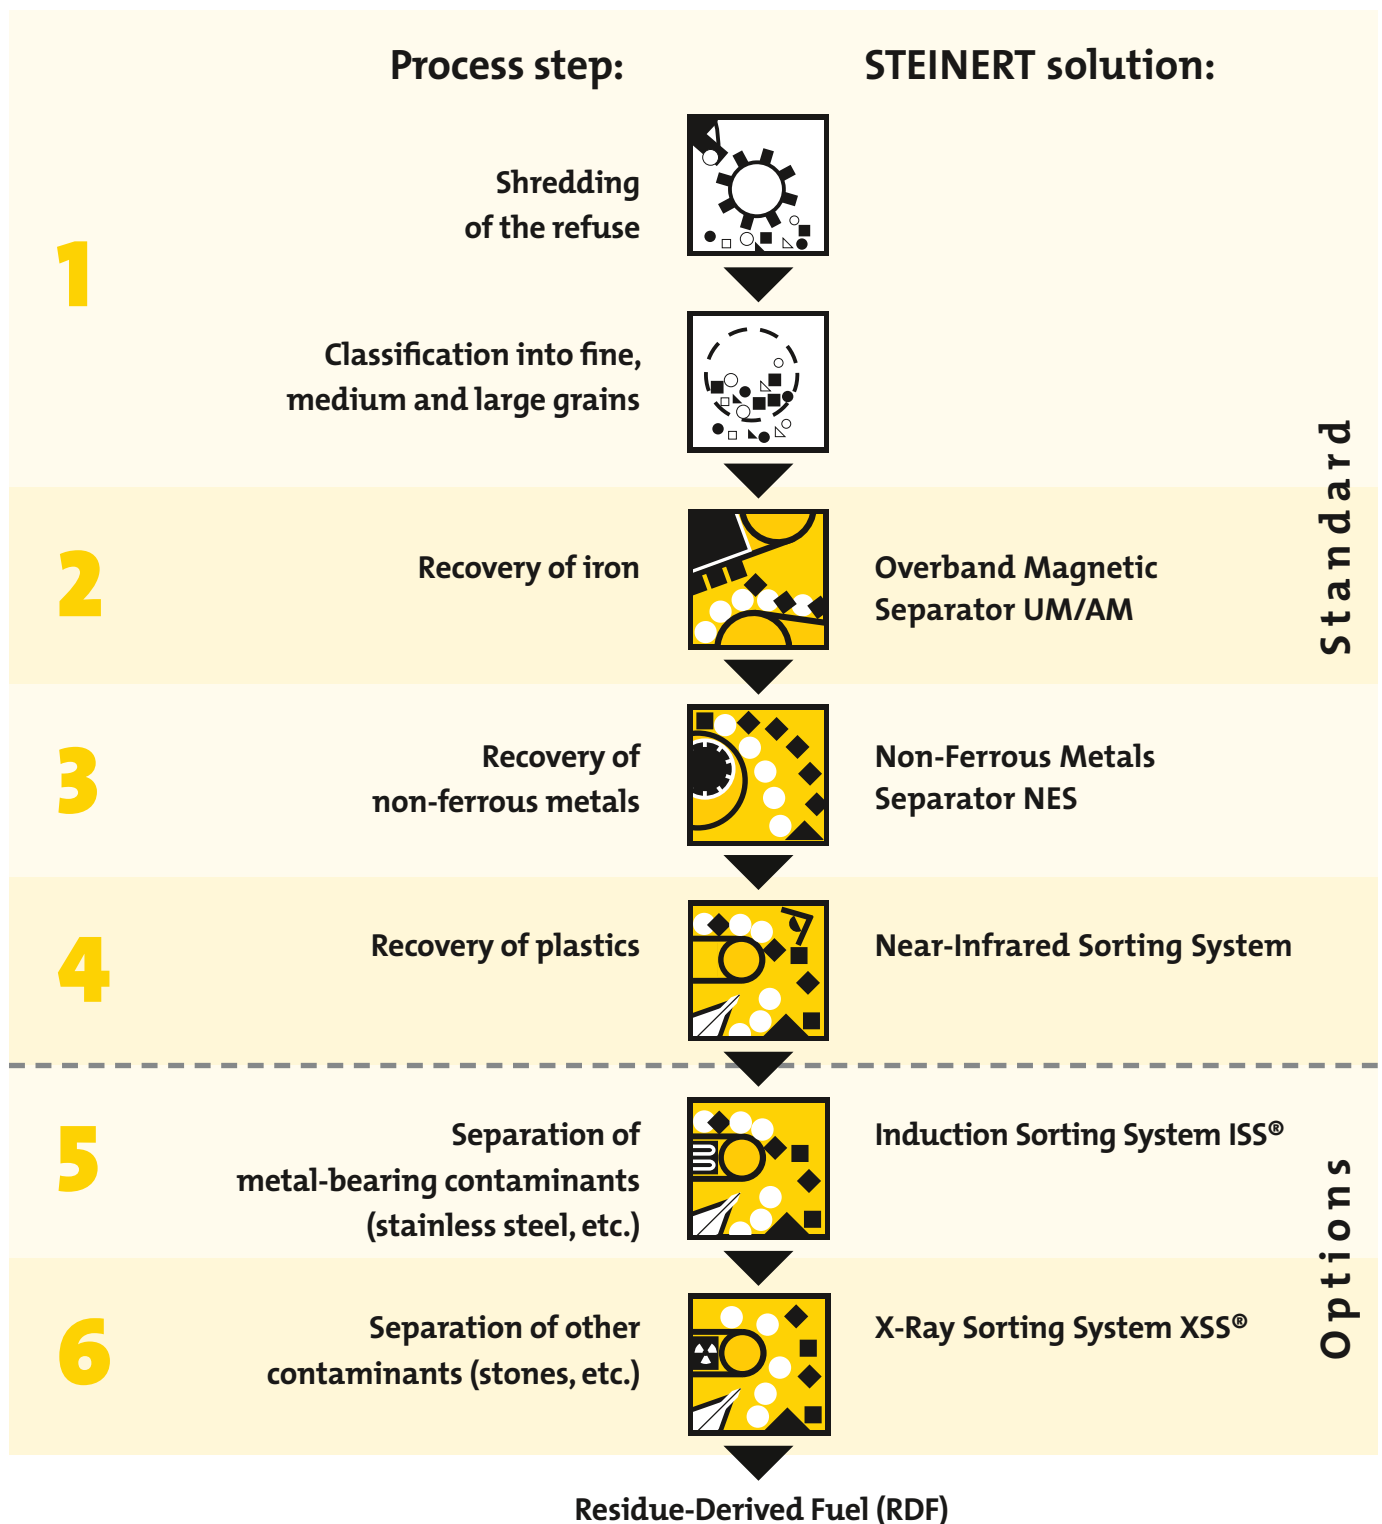 Process step:
STEINERT solution:
1
Shredding
of the refuse
Classification into fine,
medium and large grains
2
Recovery of iron
Overband Magnetic
Separator UM/AM
3
Recovery of
non-ferrous metals
Non-Ferrous Metals
Separator NES
4
Recovery of plastics
Near-Infrared Sorting System
Standard
5
Separation of
metal-bearing contaminants
(stainless steel, etc.)
Induction Sorting System ISS®
6
Separation of other
contaminants (stones, etc.)
X-Ray Sorting System XSS®
Options
Residue-Derived Fuel (RDF)